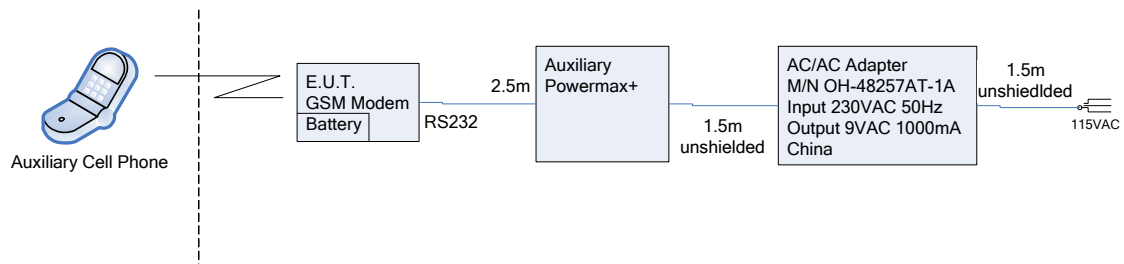 Auxiliary Cell Phone
E.U.T.
GSM Modem
Battery
RS232
2.5m
Auxiliary
Powermax+
1.5m
unshielded
AC/AC Adapter
M/N OH-48257AT-1A
Input 230VAC 50Hz
Output 9VAC 1000mA
China
1.5m
unshiedlded
115VAC